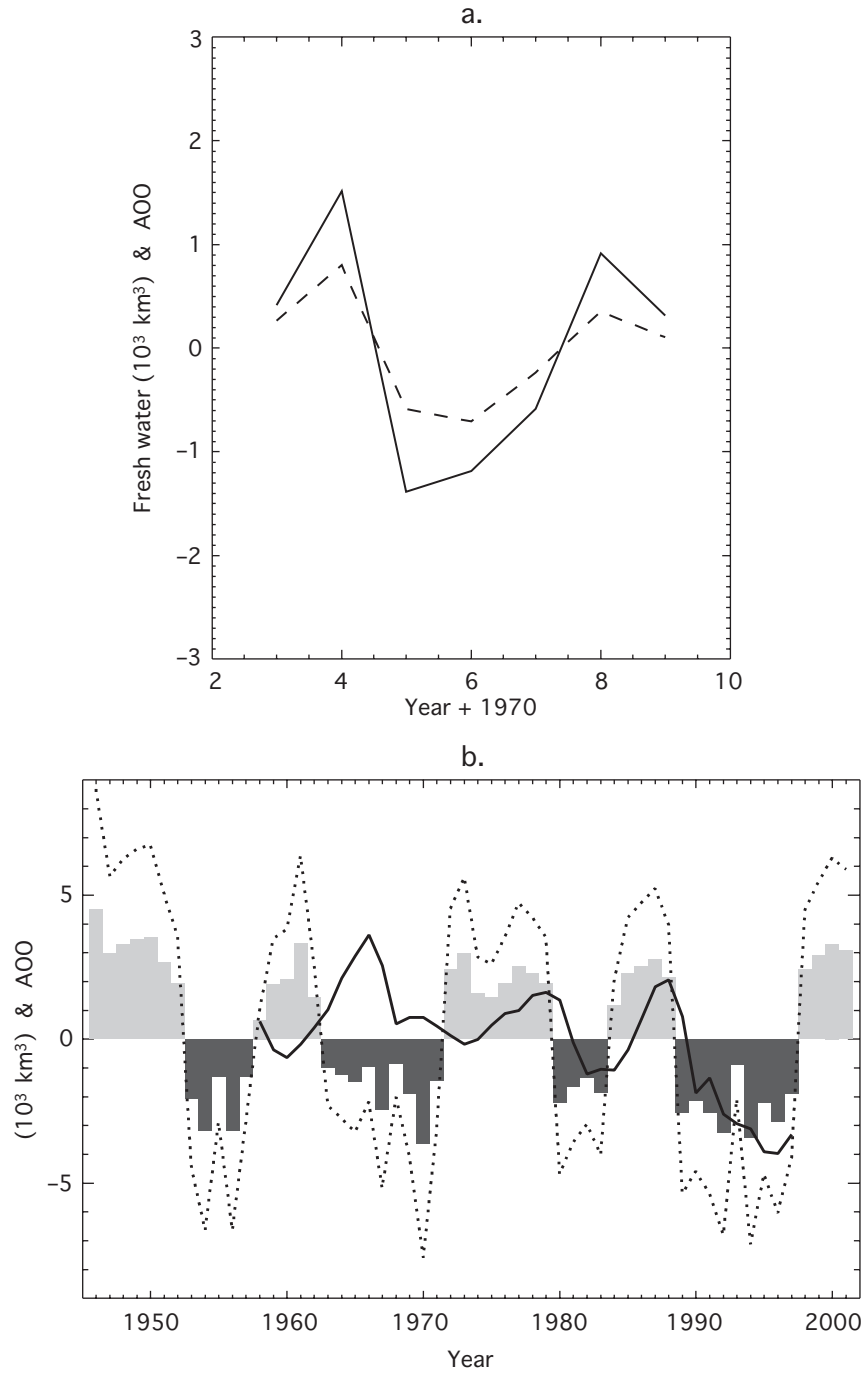 a.
3
2
1
0
−1
−2
−3
Fresh water (10³ km³) & AOO
2 4 6 8 10
Year + 1970
b.
5
0
−5
(10³ km³) & AOO
1950 1960 1970 1980 1990 2000
Year